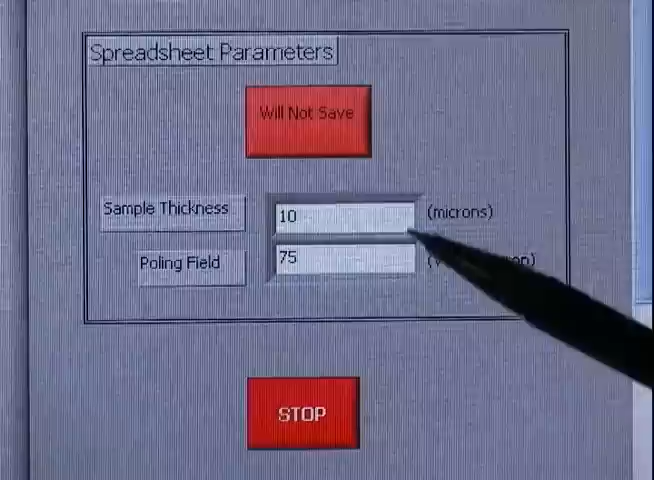 Spreadsheet Parameters
Will Not Save
Sample Thickness 10 (microns)
Poling Field 75
STOP